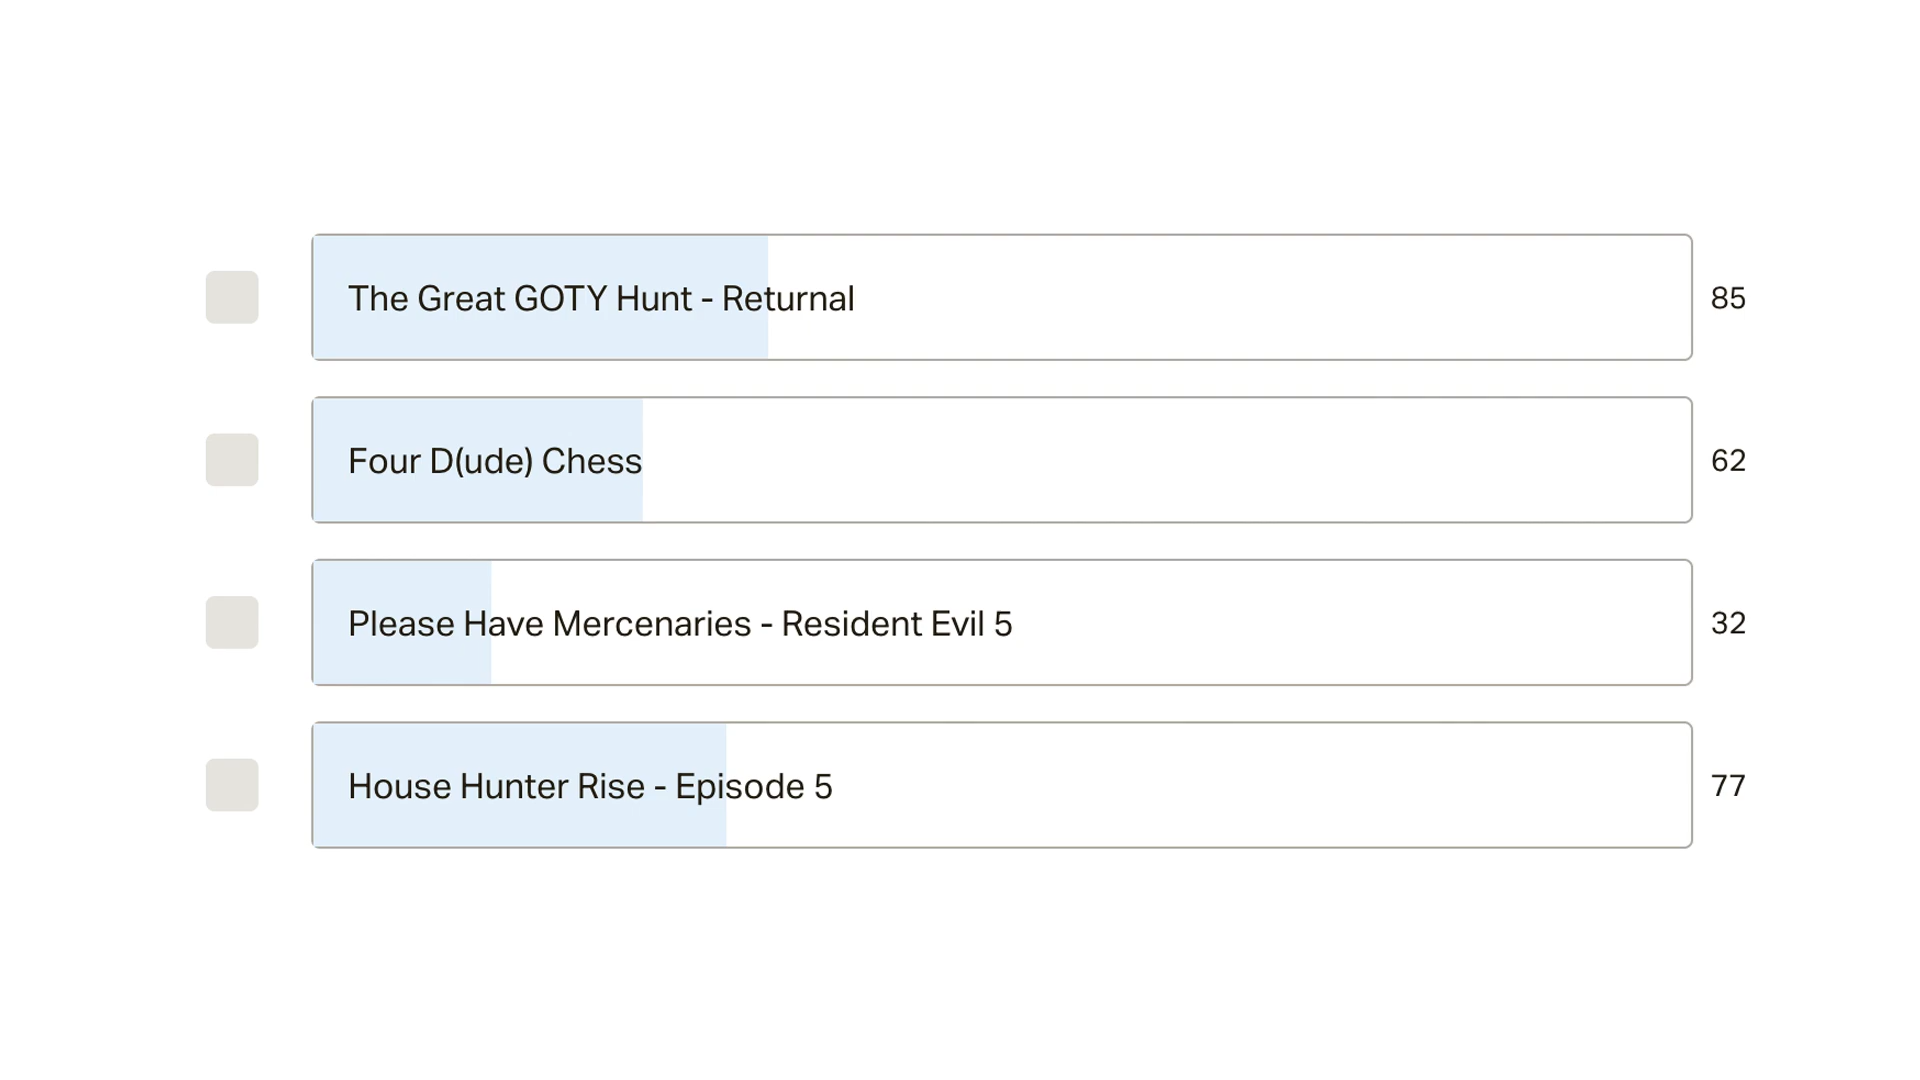 The Great GOTY Hunt - Returnal 85
Four D(ude) Chess 62
Please Have Mercenaries - Resident Evil 5 32
House Hunter Rise - Episode 5 77